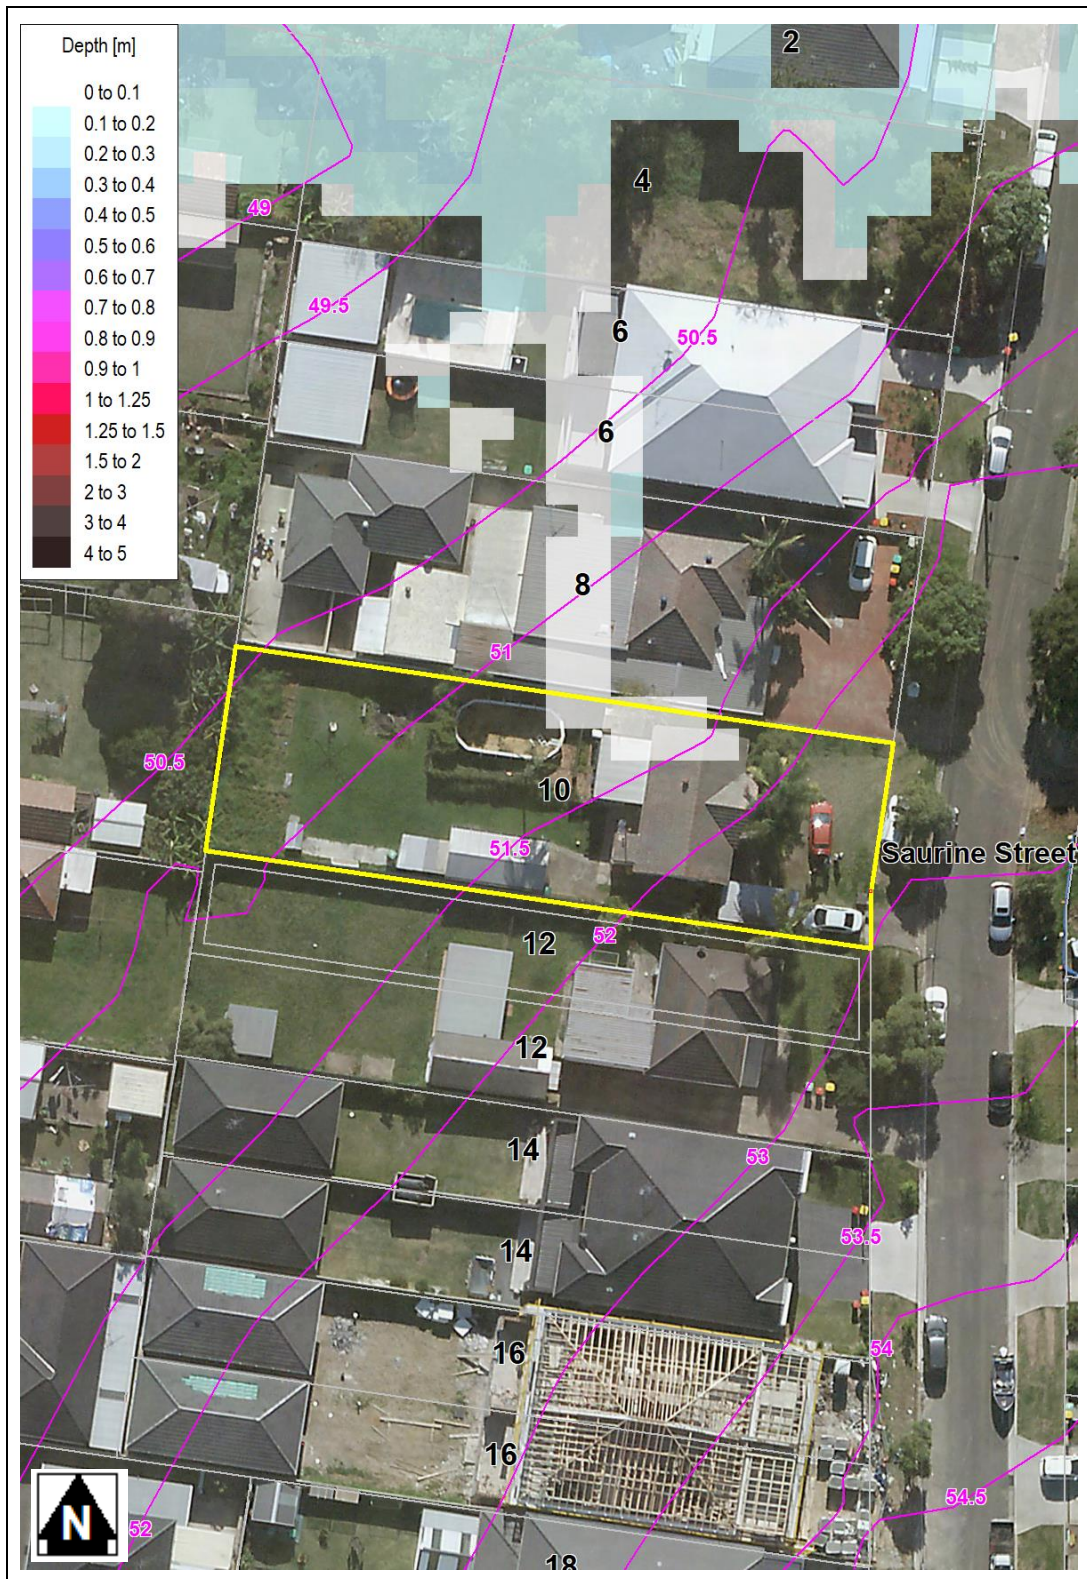 Depth [m]
0 to 0.1
0.1 to 0.2
0.2 to 0.3
0.3 to 0.4
0.4 to 0.5
0.5 to 0.6
0.6 to 0.7
0.7 to 0.8
0.8 to 0.9
0.9 to 1
1 to 1.25
1.25 to 1.5
1.5 to 2
2 to 3
3 to 4
4 to 5
2
4
49
49.5
6
50.5
6
8
51
50.5
10
51.5
Saurine Street
52
12
12
14
53
53.5
14
16
54
16
54.5
52
18
N